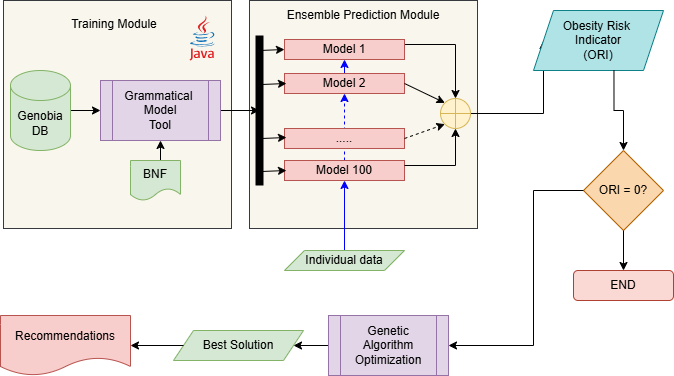 Training Module
Java
Ensemble Prediction Module
Obesity Risk
Indicator
(ORI)
Model 1
Model 2
.....
Model 100
Genobia
DB
Grammatical
Model
Tool
BNF
Individual data
ORI = 0?
END
Recommendations
Best Solution
Genetic
Algorithm
Optimization